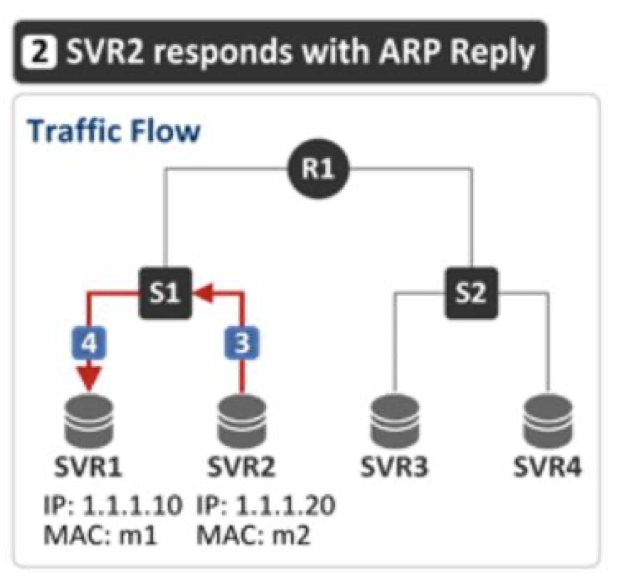 2 SVR2 responds with ARP Reply
Traffic Flow
R1
S1
S2
4
3
SVR1
SVR2
SVR3
SVR4
IP: 1.1.1.10
IP: 1.1.1.20
MAC: m1
MAC: m2